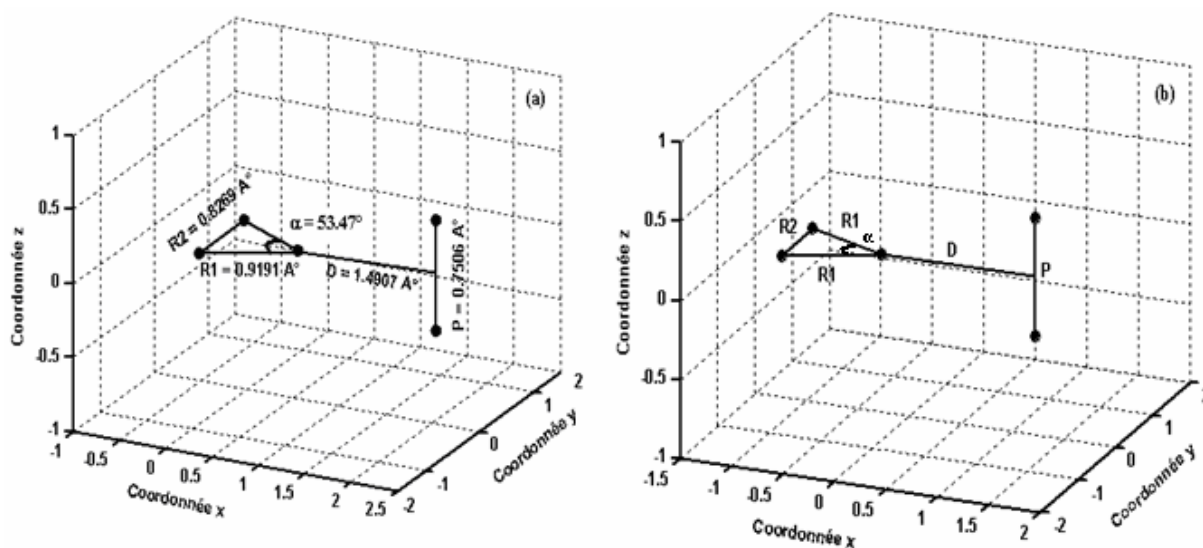 (a)
Coordonnée z
1
0.5
0
-0.5
-1
R2 = 0.8269 A°
α = 53.47°
R1 = 0.9191 A°
D = 1.4907 A°
P = 0.7506 A°
-1
-0.5
0
0.5
1
1.5
2
2.5
Coordonnée x
-2
-1
0
1
2
Coordonnée y
(b)
Coordonnée z
1
0.5
0
-0.5
-1
R2
R1
α
R1
D
P
-1.5
-1
-0.5
0
0.5
1
1.5
2
Coordonnée x
-2
-1
0
1
Coordonnée y